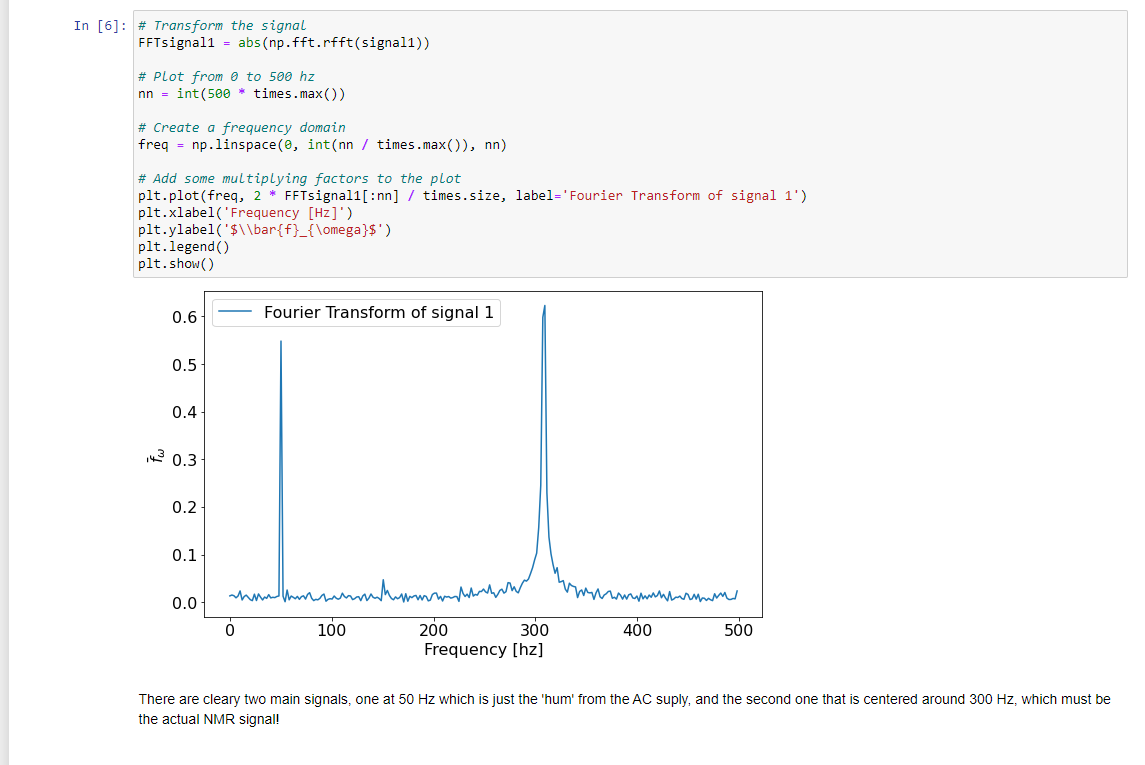 In [6]:
# Transform the signal
FFTsignal1 = abs(np.fft.rfft(signal1))
# Plot from 0 to 500 hz
nn = int(500 * times.max())
# Create a frequency domain
freq = np.linspace(0, int(nn / times.max()), nn)
# Add some multiplying factors to the plot
plt.plot(freq, 2 * FFTsignal1[:nn] / times.size, label='Fourier Transform of signal 1')
plt.xlabel('Frequency [Hz]')
plt.ylabel('$\\bar{f}_{\omega}$')
plt.legend()
plt.show()
Fourier Transform of signal 1
0.6
0.5
0.4
0.3
0.2
0.1
0.0
f̄ω
0 100 200 300 400 500
Frequency [hz]
There are cleary two main signals, one at 50 Hz which is just the 'hum' from the AC suply, and the second one that is centered around 300 Hz, which must be
the actual NMR signal!